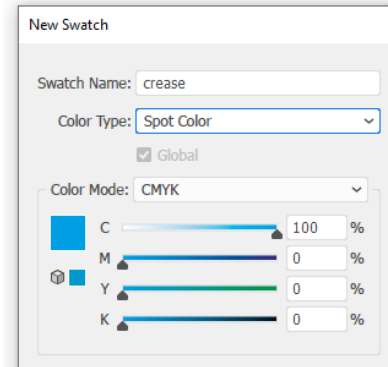 New Swatch
Swatch Name: crease
Color Type: Spot Color
Global
Color Mode: CMYK
C 100 %
M 0 %
Y 0 %
K 0 %